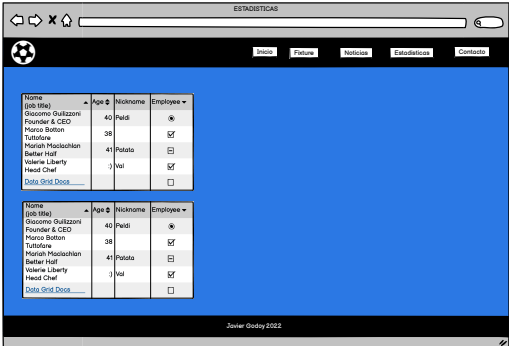 ESTADISTICAS
Inicio Fixture Noticias Estadisticas Contacto
Name
(job title) Age Nickname Employee
Giacomo Guilizzoni
Founder & CEO 40 Peldi
Marco Botton
Tuttofare 38
Mariah Maclachlan
Better Half 41 Patata
Valerie Liberty
Head Chef :) Val
Data Grid Docs
Name
(job title) Age Nickname Employee
Giacomo Guilizzoni
Founder & CEO 40 Peldi
Marco Botton
Tuttofare 38
Mariah Maclachlan
Better Half 41 Patata
Valerie Liberty
Head Chef :) Val
Data Grid Docs
Javier Godoy 2022